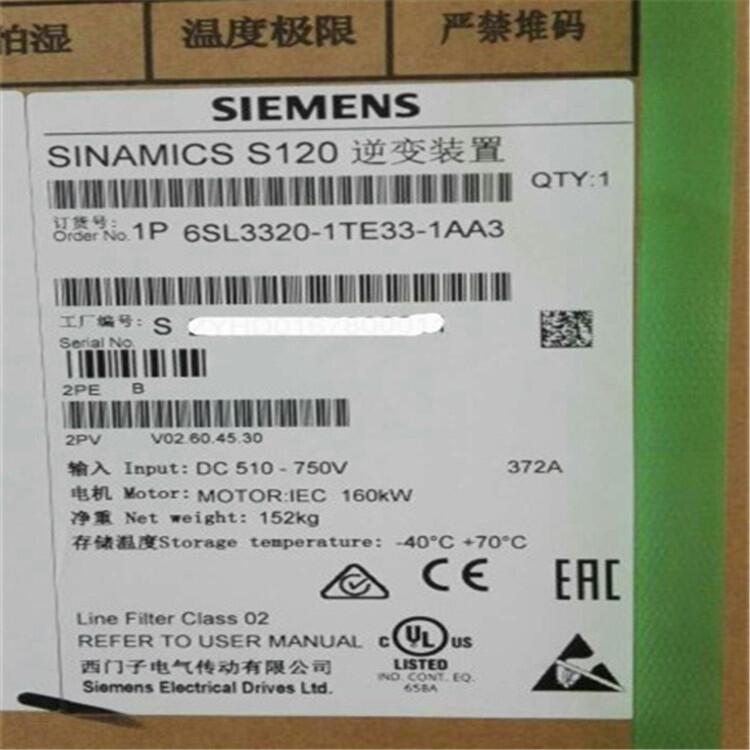 怕湿 温度极限 严禁堆码
SIEMENS
SINAMICS S120 逆变装置
QTY:1
订货号:
Order No. 1P 6SL3320-1TE33-1AA3
工厂编号: S
Serial No.
2PE B
2PV V02.60.45.30
输入 Input: DC 510 - 750V 372A
电机 Motor: MOTOR:IEC 160kW
净重 Net weight: 152kg
存储温度Storage temperature: -40°C +70°C
CE EAC
Line Filter Class 02
REFER TO USER MANUAL
C UL US
LISTED
IND. CONT. EQ.
658A
西门子电气传动有限公司
Siemens Electrical Drives Ltd.